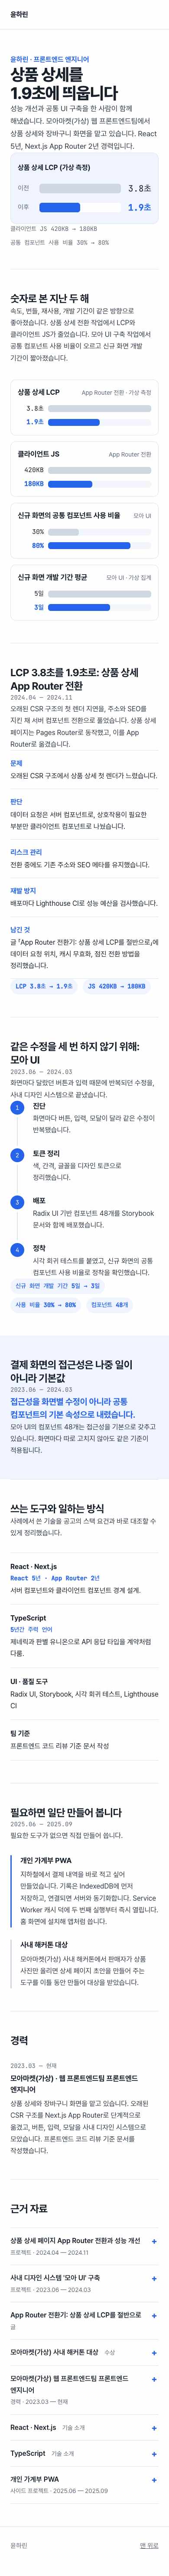 윤하린
윤하린 · 프론트엔드 엔지니어
상품 상세를
1.9초에 띄웁니다
성능 개선과 공통 UI 구축을 한 사람이 함께
해냈습니다. 모아마켓(가상) 웹 프론트엔드팀에서
상품 상세와 장바구니 화면을 맡고 있습니다. React
5년, Next.js App Router 2년 경력입니다.
상품 상세 LCP (가상 측정)
이전 3.8초
이후 1.9초
클라이언트 JS 420KB → 180KB
공통 컴포넌트 사용 비율 30% → 80%
숫자로 본 지난 두 해
속도, 번들, 재사용, 개발 기간이 같은 방향으로
좋아졌습니다. 상품 상세 전환 작업에서 LCP와
클라이언트 JS가 줄었습니다. 모아 UI 구축 작업에서
공통 컴포넌트 사용 비율이 오르고 신규 화면 개발
기간이 짧아졌습니다.
상품 상세 LCP App Router 전환 · 가상 측정
3.8초
1.9초
클라이언트 JS App Router 전환
420KB
180KB
신규 화면의 공통 컴포넌트 사용 비율 모아 UI
30%
80%
신규 화면 개발 기간 평균 모아 UI · 가상 집계
5일
3일
LCP 3.8초를 1.9초로: 상품 상세
App Router 전환
2024.04 — 2024.11
오래된 CSR 구조의 첫 렌더 지연을, 주소와 SEO를
지킨 채 서버 컴포넌트 전환으로 풀었습니다. 상품 상세
페이지는 Pages Router로 동작했고, 이를 App
Router로 옮겼습니다.
문제
오래된 CSR 구조에서 상품 상세 첫 렌더가 느렸습니다.
판단
데이터 요청은 서버 컴포넌트로, 상호작용이 필요한
부분만 클라이언트 컴포넌트로 나눴습니다.
리스크 관리
전환 중에도 기존 주소와 SEO 메타를 유지했습니다.
재발 방지
배포마다 Lighthouse CI로 성능 예산을 검사했습니다.
남긴 것
글 「App Router 전환기: 상품 상세 LCP를 절반으로」에
데이터 요청 위치, 캐시 무효화, 점진 전환 방법을
정리했습니다.
LCP 3.8초 → 1.9초 JS 420KB → 180KB
같은 수정을 세 번 하지 않기 위해:
모아 UI
2023.06 — 2024.03
화면마다 달랐던 버튼과 입력 때문에 반복되던 수정을,
사내 디자인 시스템으로 끝냈습니다.
1 진단
화면마다 버튼, 입력, 모달이 달라 같은 수정이
반복됐습니다.
2 토큰 정리
색, 간격, 글꼴을 디자인 토큰으로
정리했습니다.
3 배포
Radix UI 기반 컴포넌트 48개를 Storybook
문서와 함께 배포했습니다.
4 정착
시각 회귀 테스트를 붙였고, 신규 화면의 공통
컴포넌트 사용 비율로 정착을 확인했습니다.
신규 화면 개발 기간 5일 → 3일
사용 비율 30% → 80% 컴포넌트 48개
결제 화면의 접근성은 나중 일이
아니라 기본값
2023.06 — 2024.03
접근성을 화면별 수정이 아니라 공통
컴포넌트의 기본 속성으로 내렸습니다.
모아 UI의 컴포넌트 48개는 접근성을 기본으로 갖추고
있습니다. 화면마다 따로 고치지 않아도 같은 기준이
적용됩니다.
쓰는 도구와 일하는 방식
사례에서 쓴 기술을 공고의 스택 요건과 바로 대조할 수
있게 정리했습니다.
React · Next.js
React 5년 · App Router 2년
서버 컴포넌트와 클라이언트 컴포넌트 경계 설계.
TypeScript
5년간 주력 언어
제네릭과 판별 유니온으로 API 응답 타입을 계약처럼
다룸.
UI · 품질 도구
Radix UI, Storybook, 시각 회귀 테스트, Lighthouse
CI
팀 기준
프론트엔드 코드 리뷰 기준 문서 작성
필요하면 일단 만들어 봅니다
2025.06 — 2025.09
필요한 도구가 없으면 직접 만들어 씁니다.
개인 가계부 PWA
지하철에서 결제 내역을 바로 적고 싶어
만들었습니다. 기록은 IndexedDB에 먼저
저장하고, 연결되면 서버와 동기화합니다. Service
Worker 캐시 덕에 두 번째 실행부터 즉시 열립니다.
홈 화면에 설치해 앱처럼 씁니다.
사내 해커톤 대상
모아마켓(가상) 사내 해커톤에서 판매자가 상품
사진만 올리면 상세 페이지 초안을 만들어 주는
도구를 이틀 동안 만들어 대상을 받았습니다.
경력
2023.03 — 현재
모아마켓(가상) · 웹 프론트엔드팀 프론트엔드
엔지니어
상품 상세와 장바구니 화면을 맡고 있습니다. 오래된
CSR 구조를 Next.js App Router로 단계적으로
옮겼고, 버튼, 입력, 모달을 사내 디자인 시스템으로
모았습니다. 프론트엔드 코드 리뷰 기준 문서를
작성했습니다.
근거 자료
상품 상세 페이지 App Router 전환과 성능 개선 +
프로젝트 · 2024.04 — 2024.11
사내 디자인 시스템 '모아 UI' 구축 +
프로젝트 · 2023.06 — 2024.03
App Router 전환기: 상품 상세 LCP를 절반으로 +
글
모아마켓(가상) 사내 해커톤 대상 수상 +
모아마켓(가상) 웹 프론트엔드팀 프론트엔드 +
엔지니어
경력 · 2023.03 — 현재
React · Next.js 기술 소개 +
TypeScript 기술 소개 +
개인 가계부 PWA +
사이드 프로젝트 · 2025.06 — 2025.09
윤하린 맨 위로